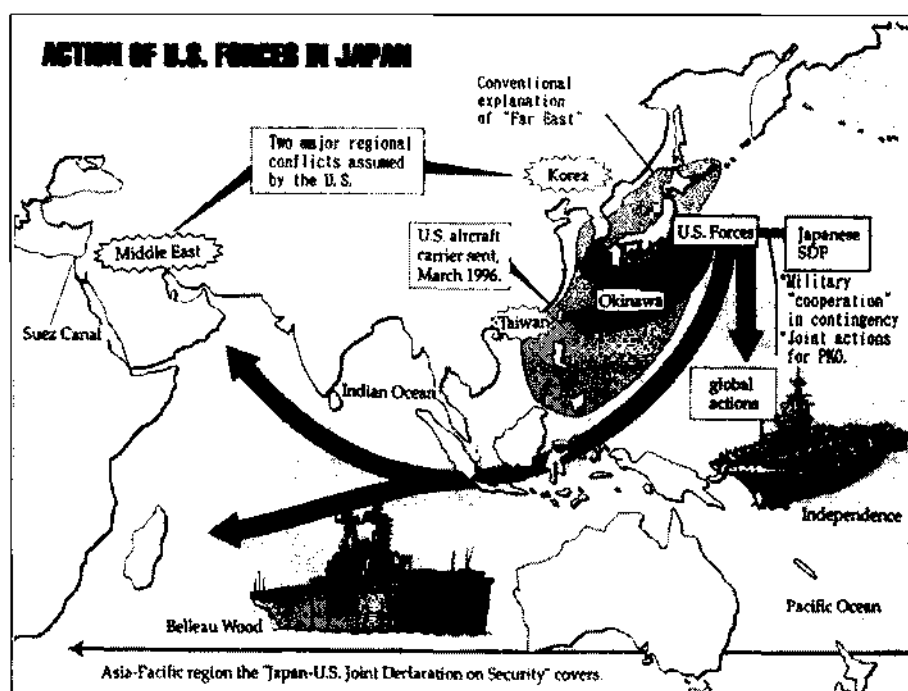 ACTION OF U.S. FORCES IN JAPAN
Conventional
explanation
of "Far East"
Two major regional
conflicts assumed
by the U.S.
Korea
U.S. aircraft
carrier sent,
March 1996.
U.S. Forces
Japanese
SDF
Middle East
"Military
"cooperation"
in contingency
"Joint actions
for PKO.
Okinawa
Suez Canal
Taiwan
Indian Ocean
global
actions
Independence
Pacific Ocean
Belleau Wood
Asia-Pacific region the "Japan-U.S. Joint Declaration on Security" covers.